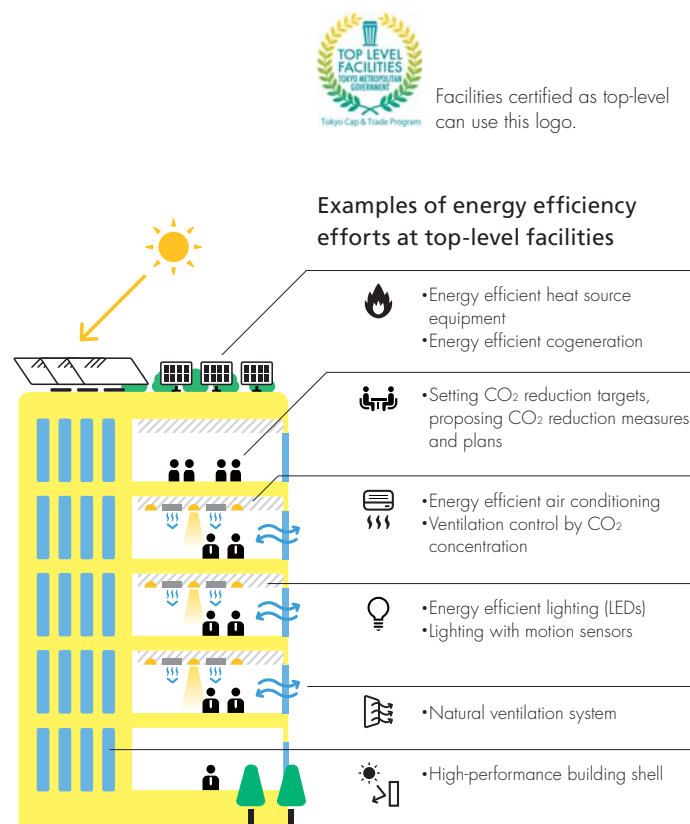 TOP LEVEL
FACILITIES
TOKYO METROPOLITAN
GOVERNMENT
Tokyo Cap & Trade Program
Facilities certified as top-level
can use this logo.
Examples of energy efficiency
efforts at top-level facilities
•Energy efficient heat source
equipment
•Energy efficient cogeneration
•Setting CO₂ reduction targets,
proposing CO₂ reduction measures
and plans
•Energy efficient air conditioning
•Ventilation control by CO₂
concentration
•Energy efficient lighting (LEDs)
•Lighting with motion sensors
•Natural ventilation system
•High-performance building shell